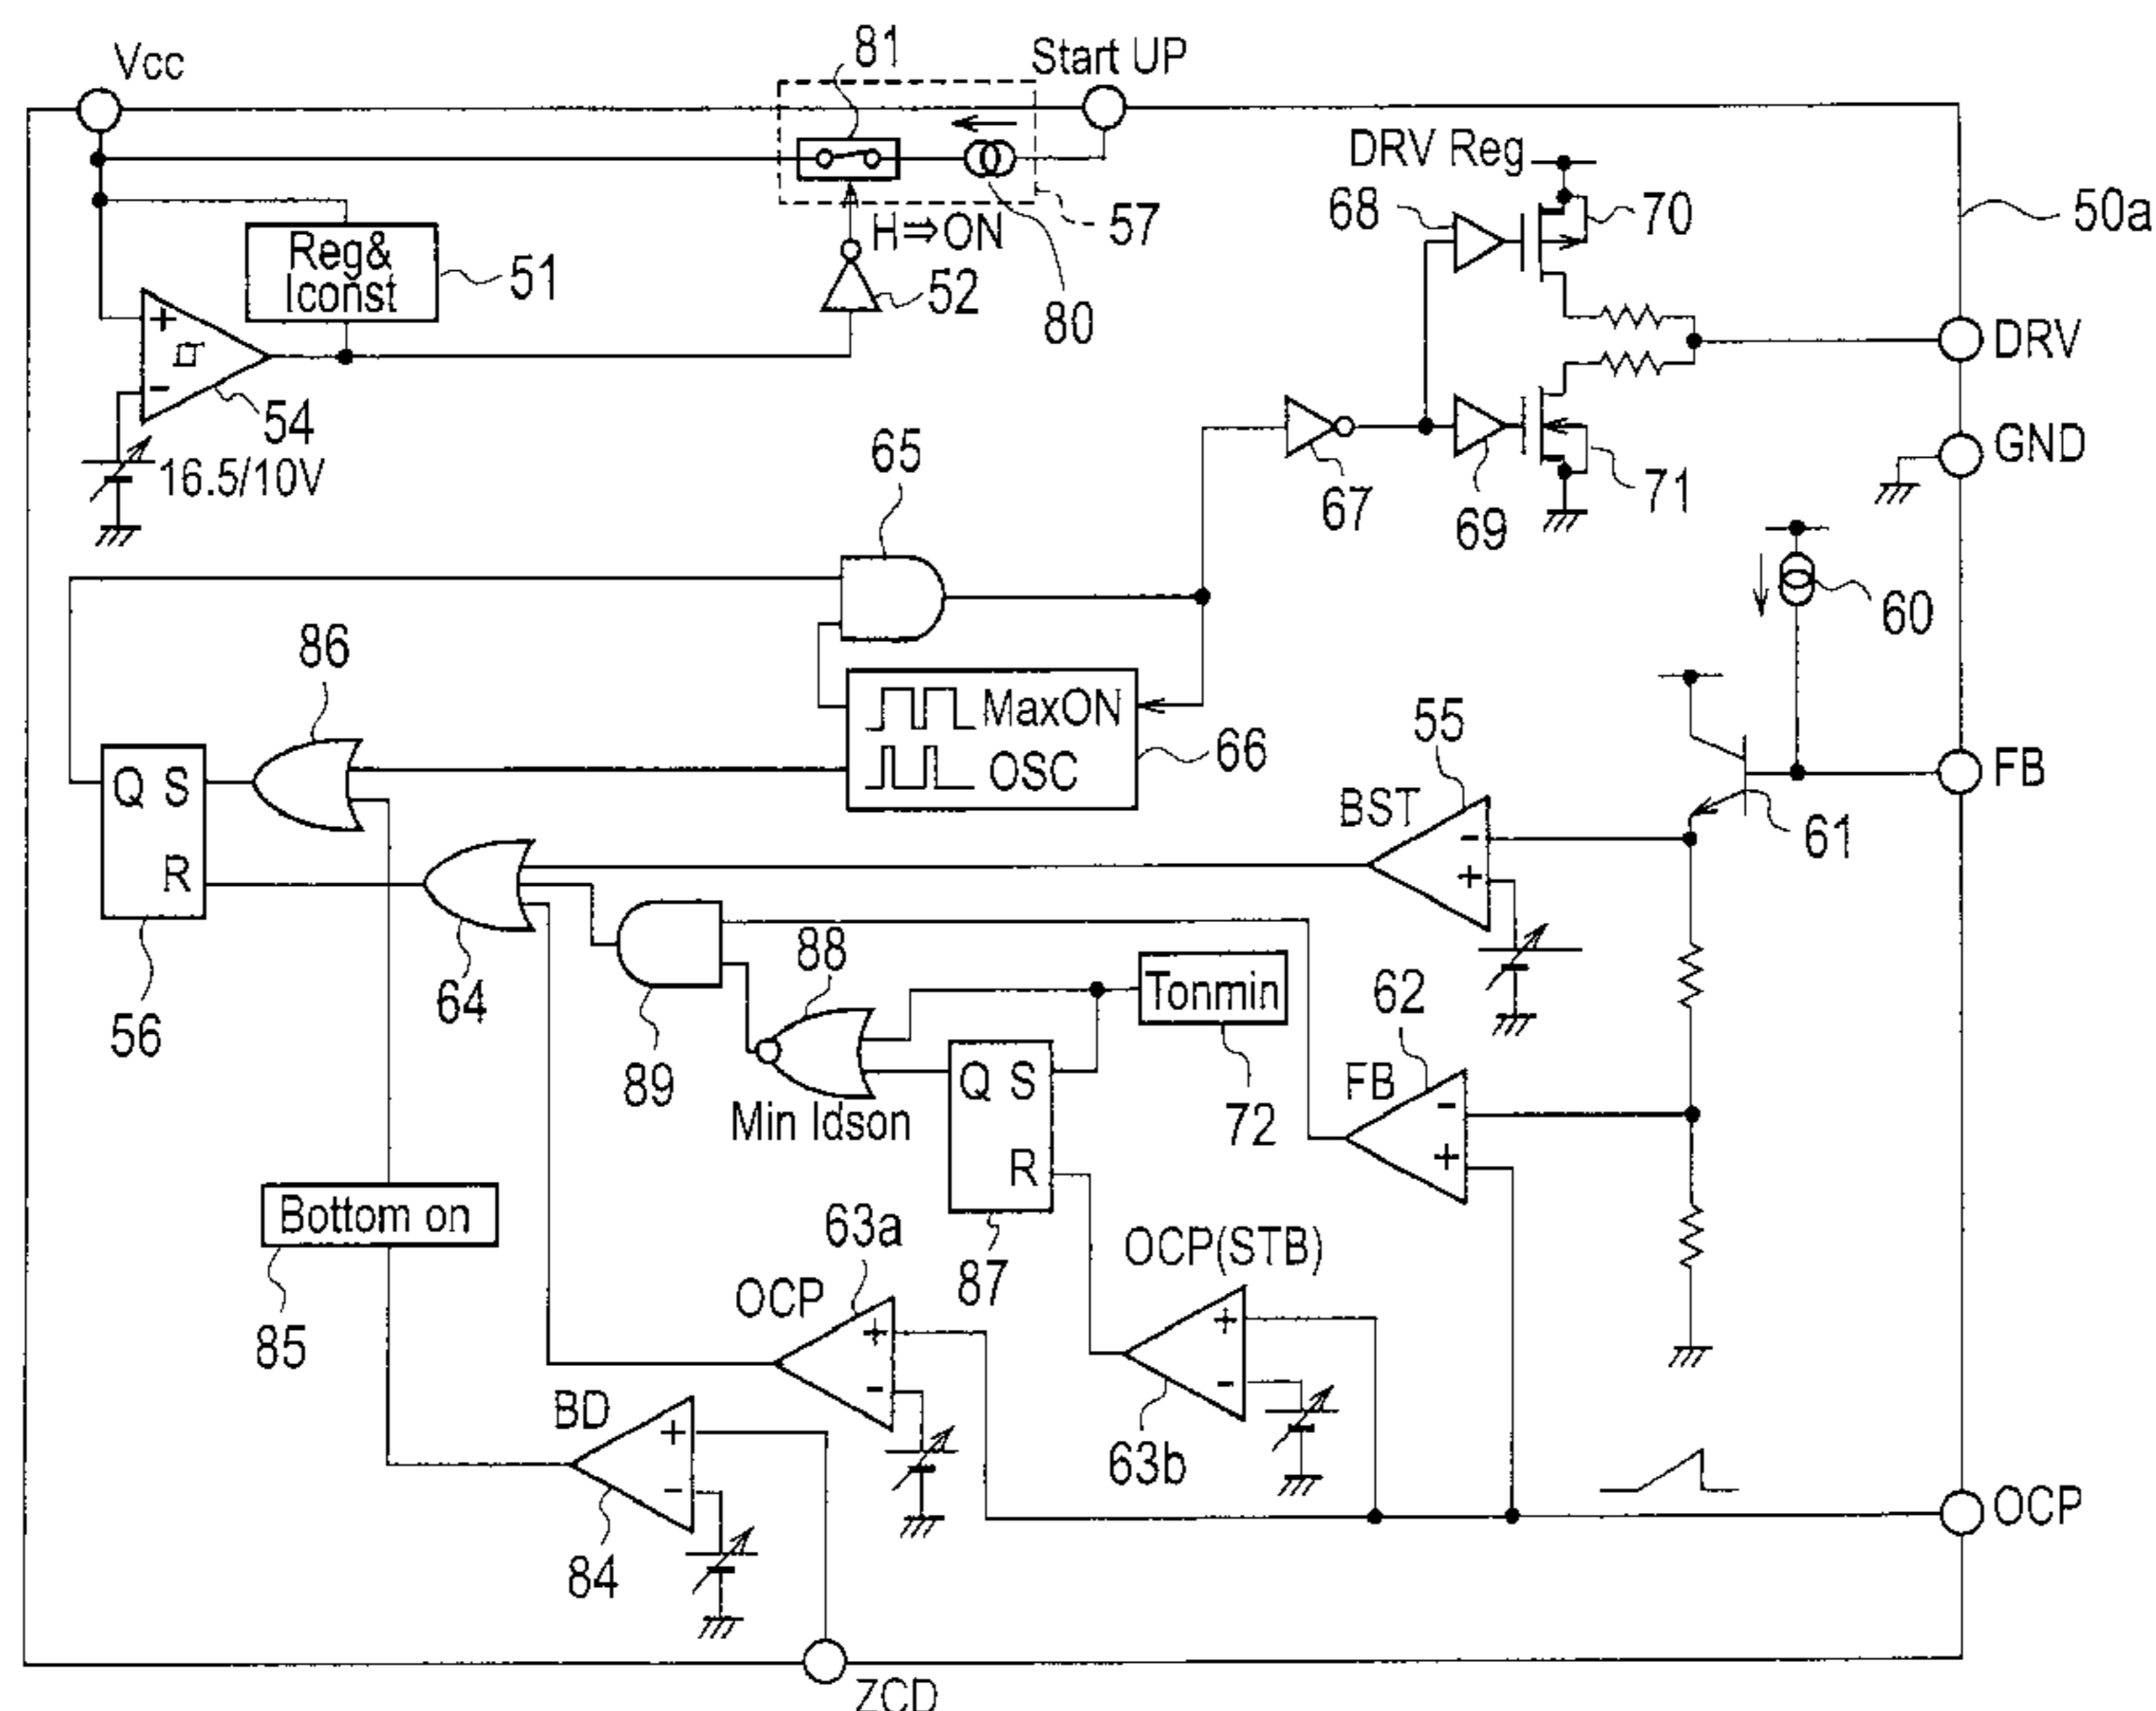 Vcc
81
Start UP
DRV Reg
68
70
50a
Reg&
Iconst
51
H⇒ON
57
52
80
DRV
+
-
54
16.5/10V
GND
65
67
69
71
60
86
MaxON
OSC
66
55
FB
Q S
R
BST
-
+
61
56
64
89
88
Tonmin
72
62
FB
-
+
Min Idson
Q S
R
87
Bottom on
85
63a
OCP
+
-
OCP(STB)
+
-
63b
BD
+
-
84
OCP
ZCD